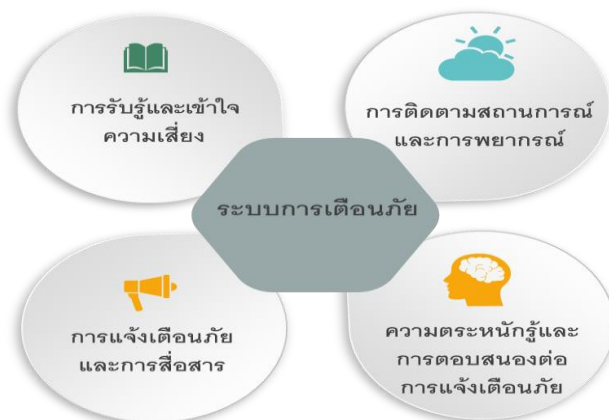 การรับรู้และเข้าใจ
ความเสี่ยง
การติดตามสถานการณ์
และการพยากรณ์
ระบบการเตือนภัย
การแจ้งเตือนภัย
และการสื่อสาร
ความตระหนักรู้และ
การตอบสนองต่อ
การแจ้งเตือนภัย